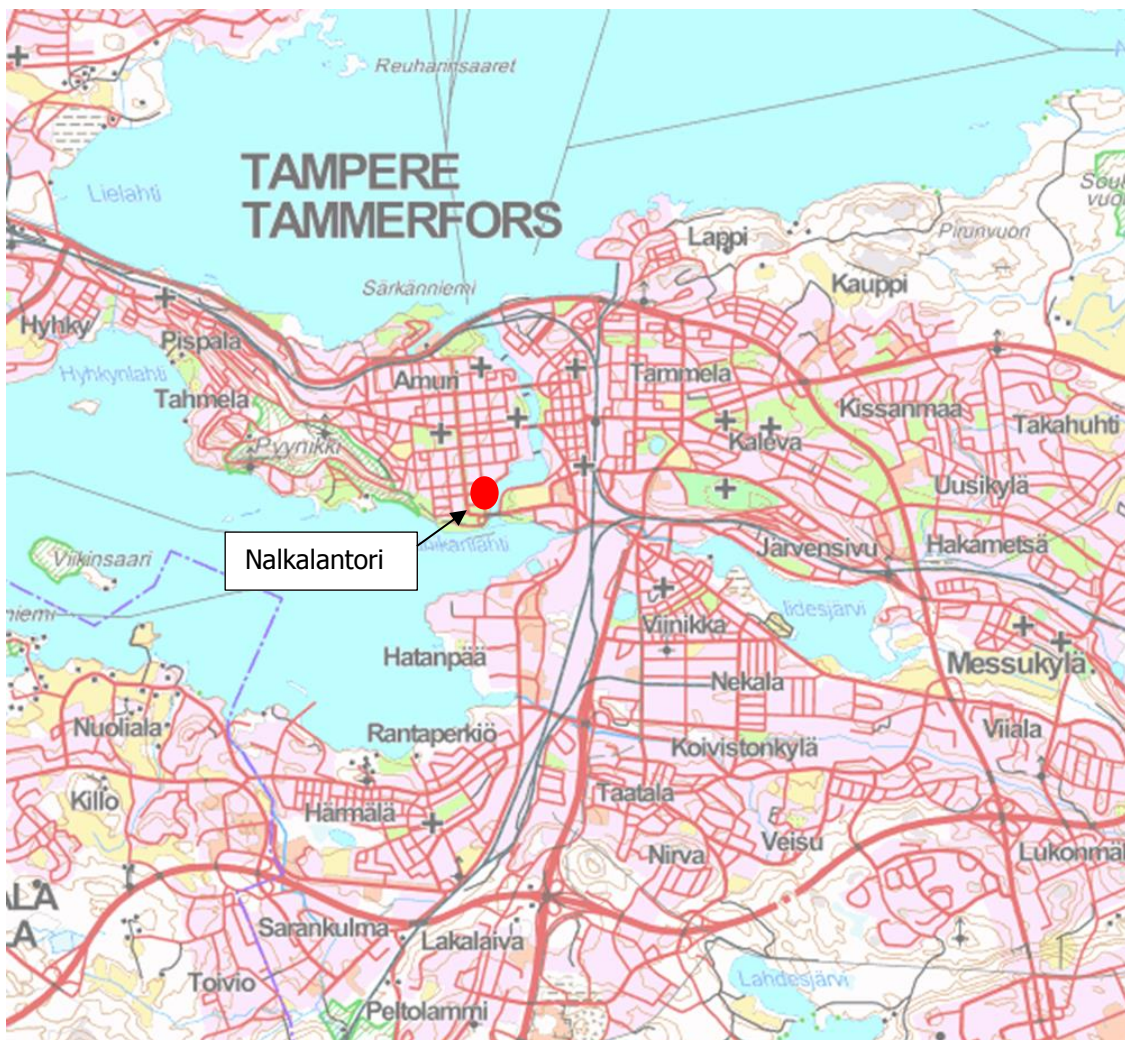 Reuharinsaaret
TAMPERE
TAMMERFORS
Lielahti
Lappi
Pirunvuori
Kauppi
Särkänniemi
Hyhky
Pispala
Hyhkynlahti
Amuri
Tammela
Tahmela
Kissanmaa
Takahuhti
Pyynikki
Kaleva
Uusikylä
Nalkalantori
Järvensivu
Hakametsä
Viikinsaari
Iidesjärvi
Viinikka
Hatanpää
Messukylä
Nekala
Nuoliala
Rantaperkiö
Koivistonkylä
Viiala
Killo
Härmälä
Taatala
Veisu
Nirva
Sarankulma
Lakalaiva
Toivio
Lahdesjärvi
Peltolammi